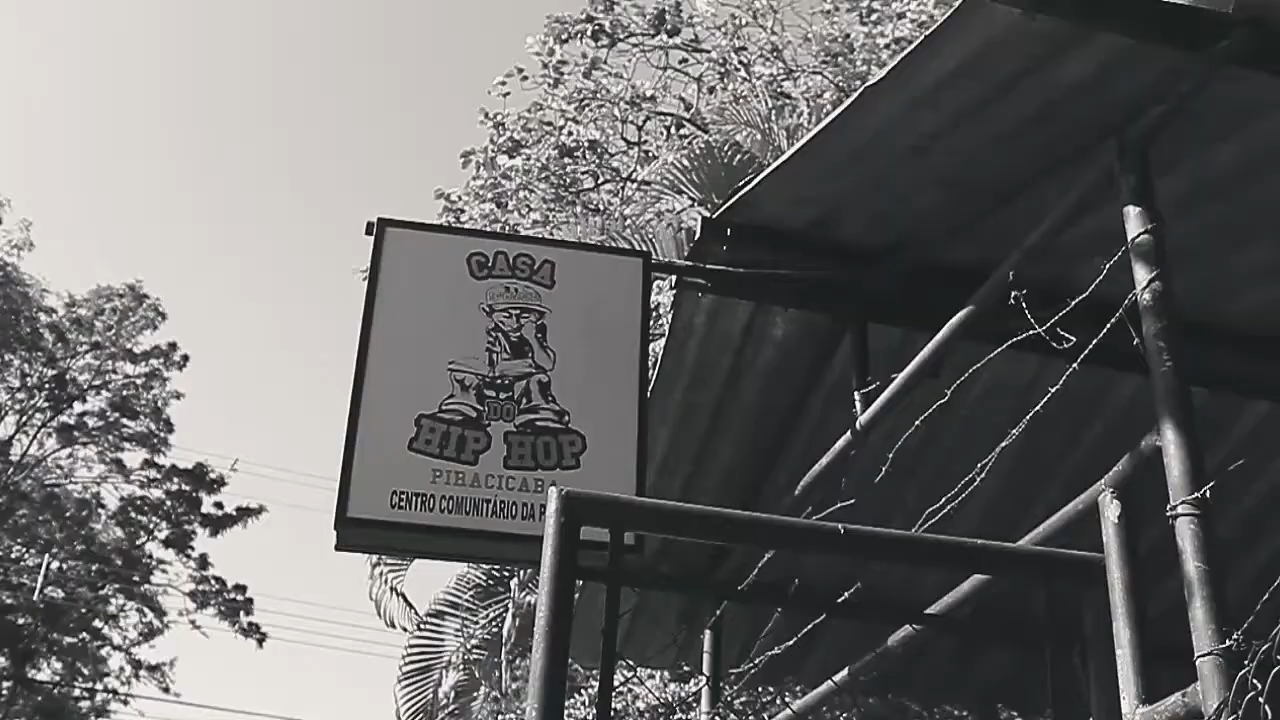 CASA
DO
HIP HOP
PIRACICABA
CENTRO COMUNITÁRIO DA